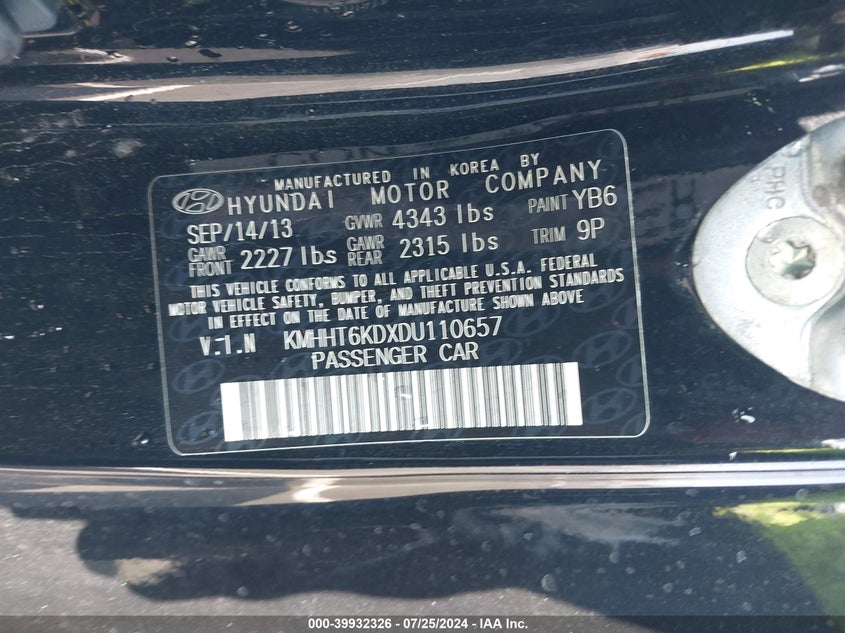 MANUFACTURED IN KOREA BY
HYUNDAI MOTOR COMPANY
SEP/14/13 GVWR 4343 lbs PAINT YB6
GAWR FRONT 2227 lbs GAWR REAR 2315 lbs TRIM 9P
THIS VEHICLE CONFORMS TO ALL APPLICABLE U.S.A. FEDERAL
MOTOR VEHICLE SAFETY, BUMPER, AND THEFT PREVENTION STANDARDS
IN EFFECT ON THE DATE OF MANUFACTURE SHOWN ABOVE
V.I.N KMHHT6KDXDU110657
PASSENGER CAR
PHC
000-39932326 - 07/25/2024 - IAA, Inc.